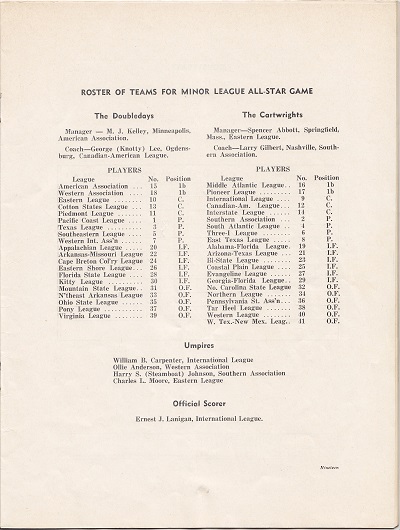 ROSTER OF TEAMS FOR MINOR LEAGUE ALL-STAR GAME
The Doubledays
Manager — M. J. Kelley, Minneapolis,
American Association.
Coach—George (Knotty) Lee, Ogdens-
burg, Canadian-American League.
PLAYERS
League No. Position
American Association ... 15 1b
Western Association .... 18 1b
Eastern League ......... 10 C.
Cotton States League ... 13 C.
Piedmont League ........ 11 C.
Pacific Coast League ... 1 P.
Texas League ........... 3 P.
Southeastern League .... 5 P.
Western Int. Ass'n ..... 7 P.
Appalachian League ..... 20 I.F.
Arkansas-Missouri League 22 I.F.
Cape Breton Col'ry League 24 I.F.
Eastern Shore League... 26 I.F.
Florida State League ... 28 I.F.
Kitty League ........... 30 I.F.
Mountain State League.. 31 O.F.
N'theast Arkansas League 33 O.F.
Ohio State League ...... 35 O.F.
Pony League ............ 37 O.F.
Virginia League ........ 39 O.F.
The Cartwrights
Manager—Spencer Abbott, Springfield,
Mass., Eastern League.
Coach—Larry Gilbert, Nashville, South-
ern Association.
PLAYERS
League No. Position
Middle Atlantic League.. 16 1b
Pioneer League ......... 17 1b
International League ... 9 C.
Canadian-Am. League... 12 C.
Interstate League ...... 14 C.
Southern Association ... 2 P.
South Atlantic League .. 4 P.
Three-I League ......... 6 P.
East Texas League ...... 8 P.
Alabama-Florida League. 19 I.F.
Arizona-Texas League ... 21 I.F.
Bi-State League ........ 23 I.F.
Coastal Plain League ... 25 I.F.
Evangeline League ...... 27 I.F.
Georgia-Florida League.. 29 I.F.
No. Carolina State League 32 O.F.
Northern League ........ 34 O.F.
Pennsylvania St. Ass'n.. 36 O.F.
Tar Heel League ........ 38 O.F.
Western League ......... 40 O.F.
W. Tex.-New Mex. Leag.. 41 O.F.
Umpires
William B. Carpenter, International League
Ollie Anderson, Western Association
Harry S. (Steamboat) Johnson, Southern Association
Charles L. Moore, Eastern League
Official Scorer
Ernest J. Lanigan, International League.
Nineteen